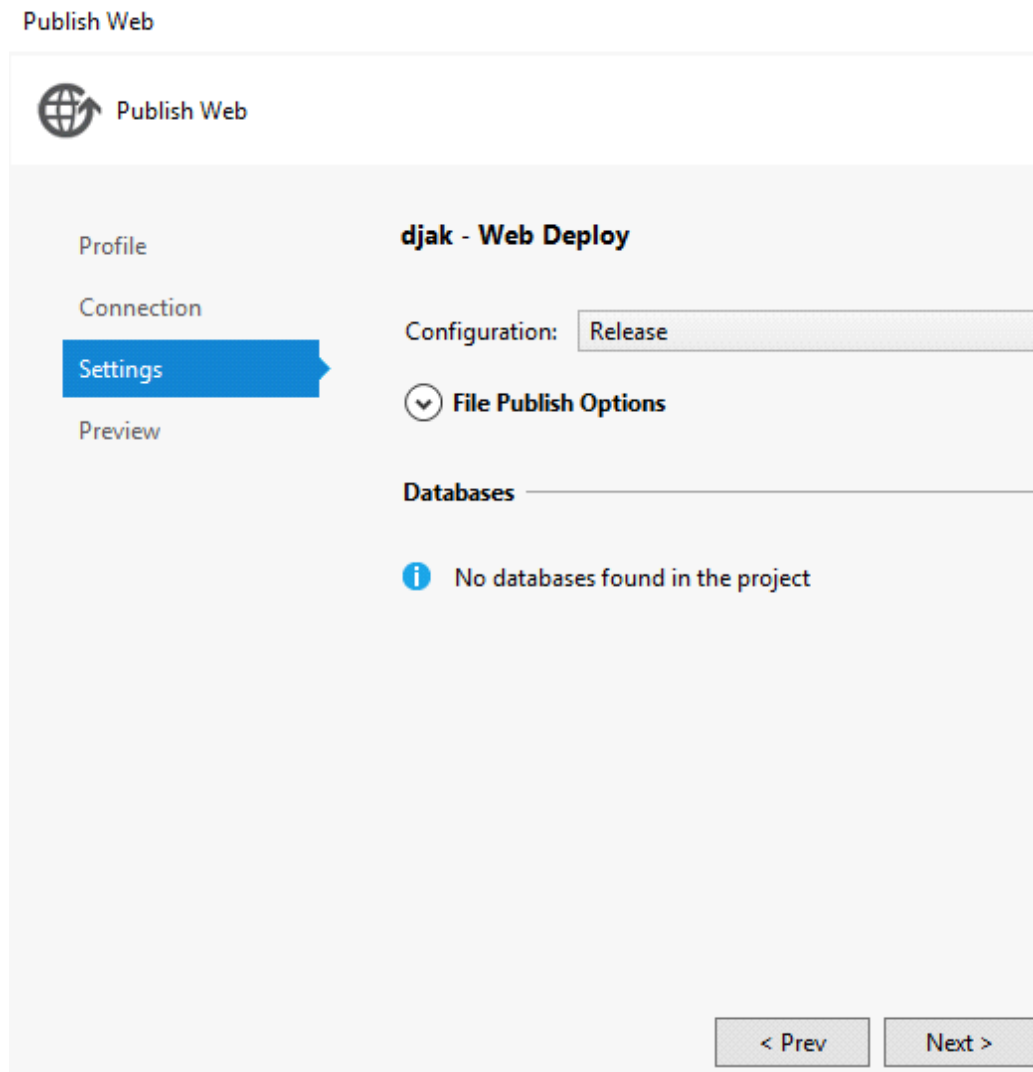 Publish Web
Publish Web
Profile
Connection
Settings
Preview
djak - Web Deploy
Configuration: Release
File Publish Options
Databases
No databases found in the project
< Prev
Next >